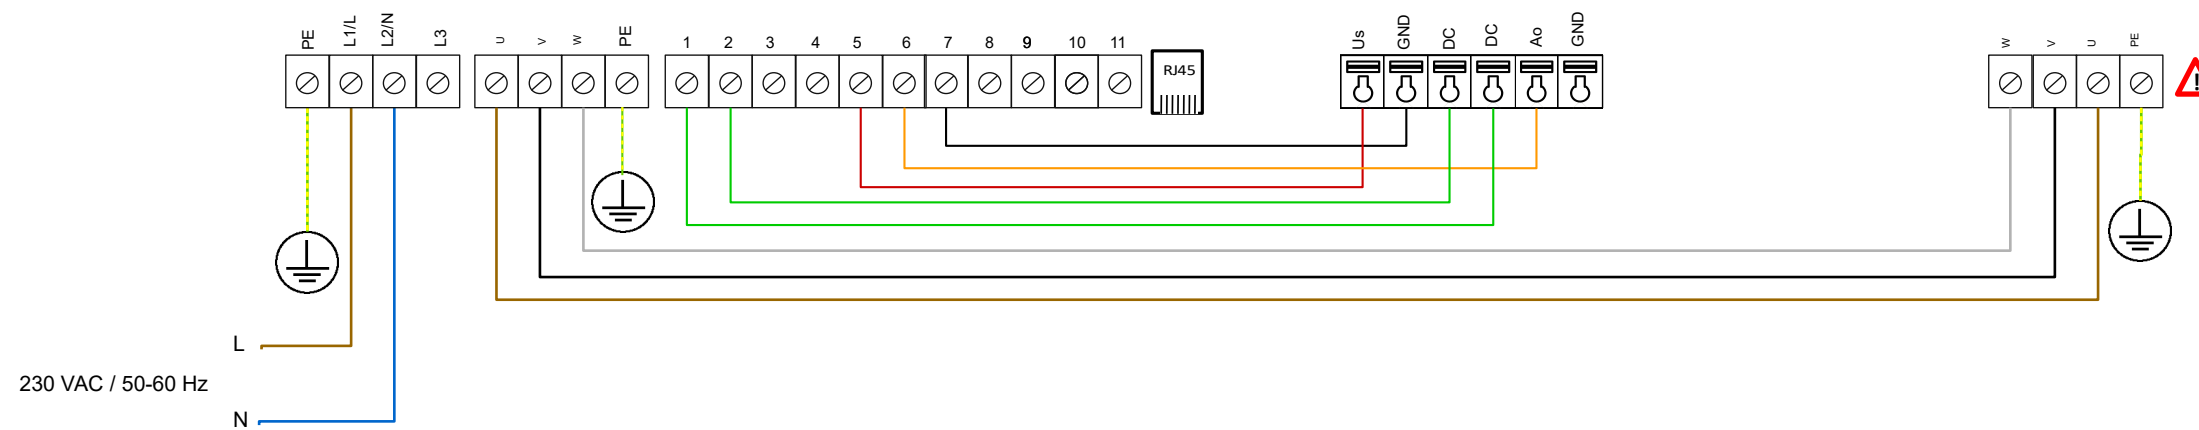 PE L1/L L2/N L3 U V W PE 1 2 3 4 5 6 7 8 9 10 11 Us GND DC DC Ao GND W V U PE
RJ45
!
L
230 VAC / 50-60 Hz
N